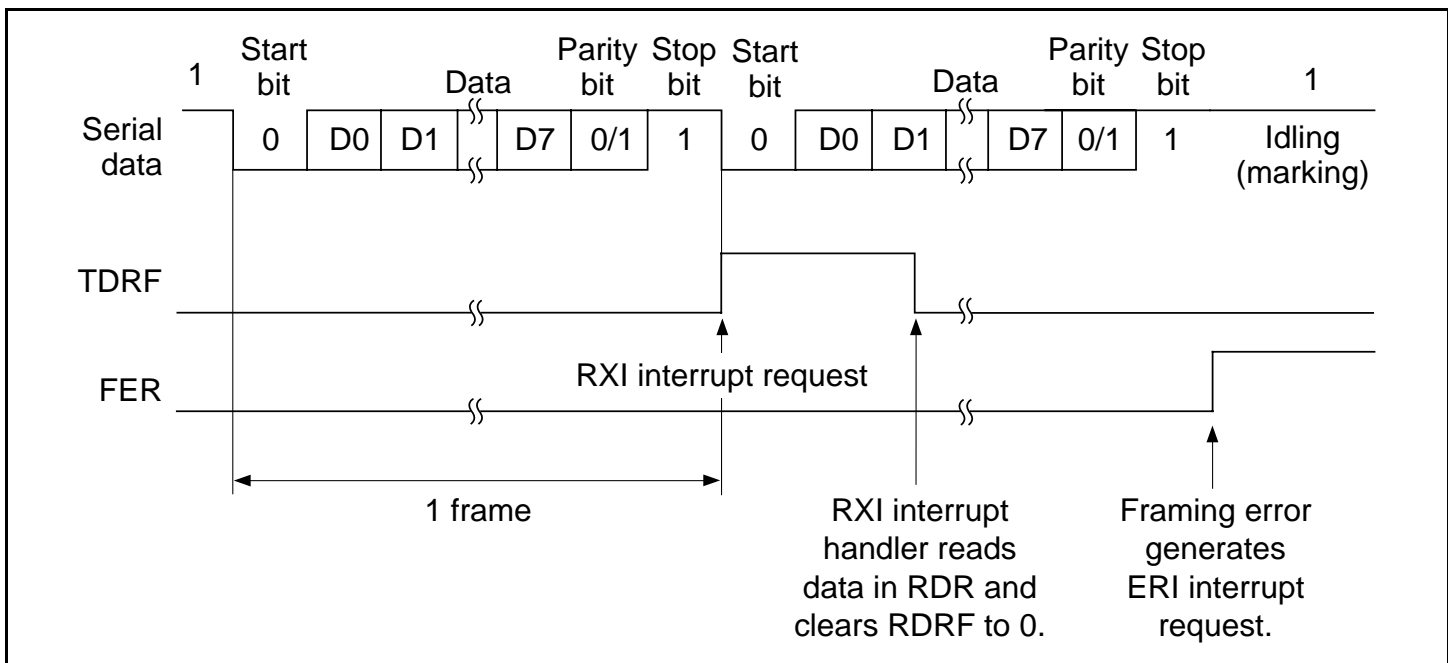 Start Parity Stop Start Parity Stop
1 bit Data bit bit bit Data bit bit 1
Serial data 0 D0 D1 D7 0/1 1 0 D0 D1 D7 0/1 1 Idling (marking)
TDRF
RXI interrupt request
FER
1 frame
RXI interrupt
handler reads
data in RDR and
clears RDRF to 0.
Framing error
generates
ERI interrupt
request.